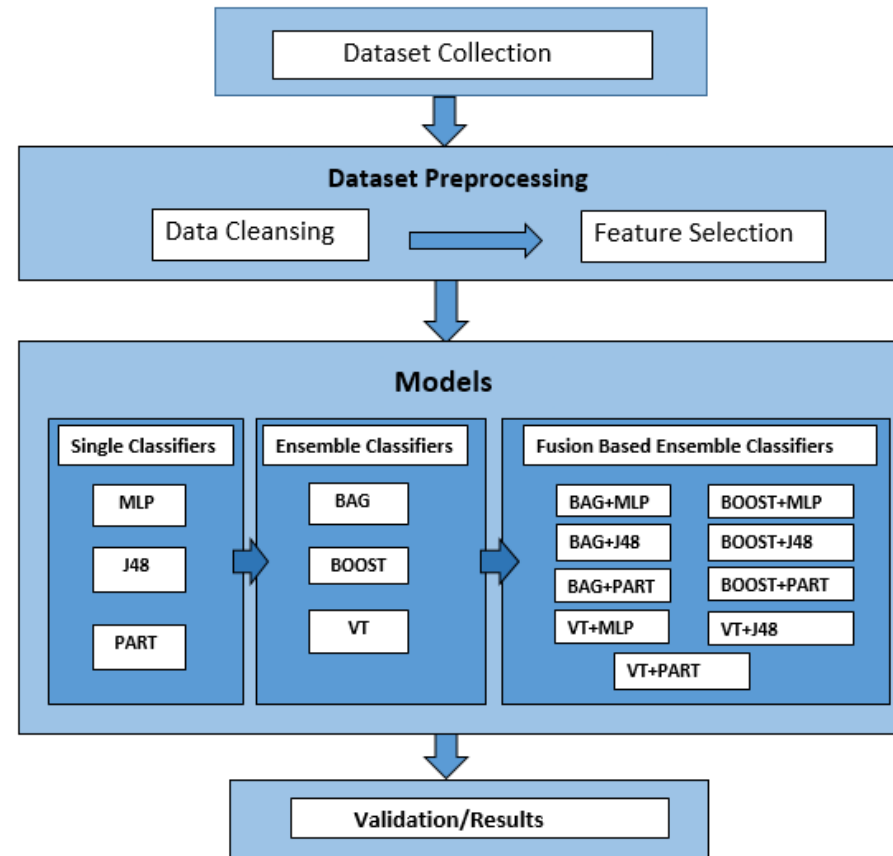 Dataset Collection
Dataset Preprocessing
Data Cleansing
Feature Selection
Models
Single Classifiers
MLP
J48
PART
Ensemble Classifiers
BAG
BOOST
VT
Fusion Based Ensemble Classifiers
BAG+MLP
BOOST+MLP
BAG+J48
BOOST+J48
BAG+PART
BOOST+PART
VT+MLP
VT+J48
VT+PART
Validation/Results